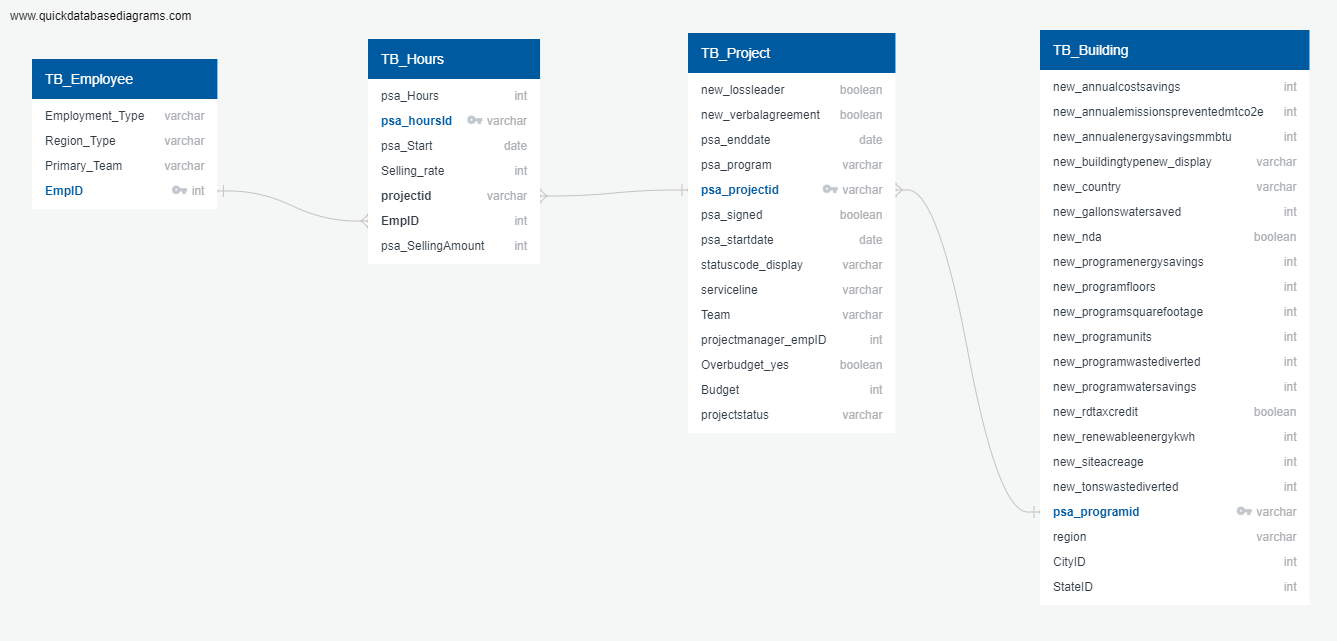 www.quickdatabasediagrams.com
TB_Employee
Employment_Type varchar
Region_Type varchar
Primary_Team varchar
EmpID int
TB_Hours
psa_Hours int
psa_hoursId varchar
psa_Start date
Selling_rate int
projectid varchar
EmpID int
psa_SellingAmount int
TB_Project
new_lossleader boolean
new_verbalagreement boolean
psa_enddate date
psa_program varchar
psa_projectid varchar
psa_signed boolean
psa_startdate date
statuscode_display varchar
serviceline varchar
Team varchar
projectmanager_empID int
Overbudget_yes boolean
Budget int
projectstatus varchar
TB_Building
new_annualcostsavings int
new_annualemissionspreventedmtco2e int
new_annualenergysavingsmmbtu int
new_buildingtypenew_display varchar
new_country varchar
new_gallonswatersaved int
new_nda boolean
new_programenergysavings int
new_programfloors int
new_programsquarefootage int
new_programunits int
new_programwastediverted int
new_programwatersavings int
new_rdtaxcredit boolean
new_renewableenergykwh int
new_siteacreage int
new_tonswastediverted int
psa_programid varchar
region varchar
CityID int
StateID int